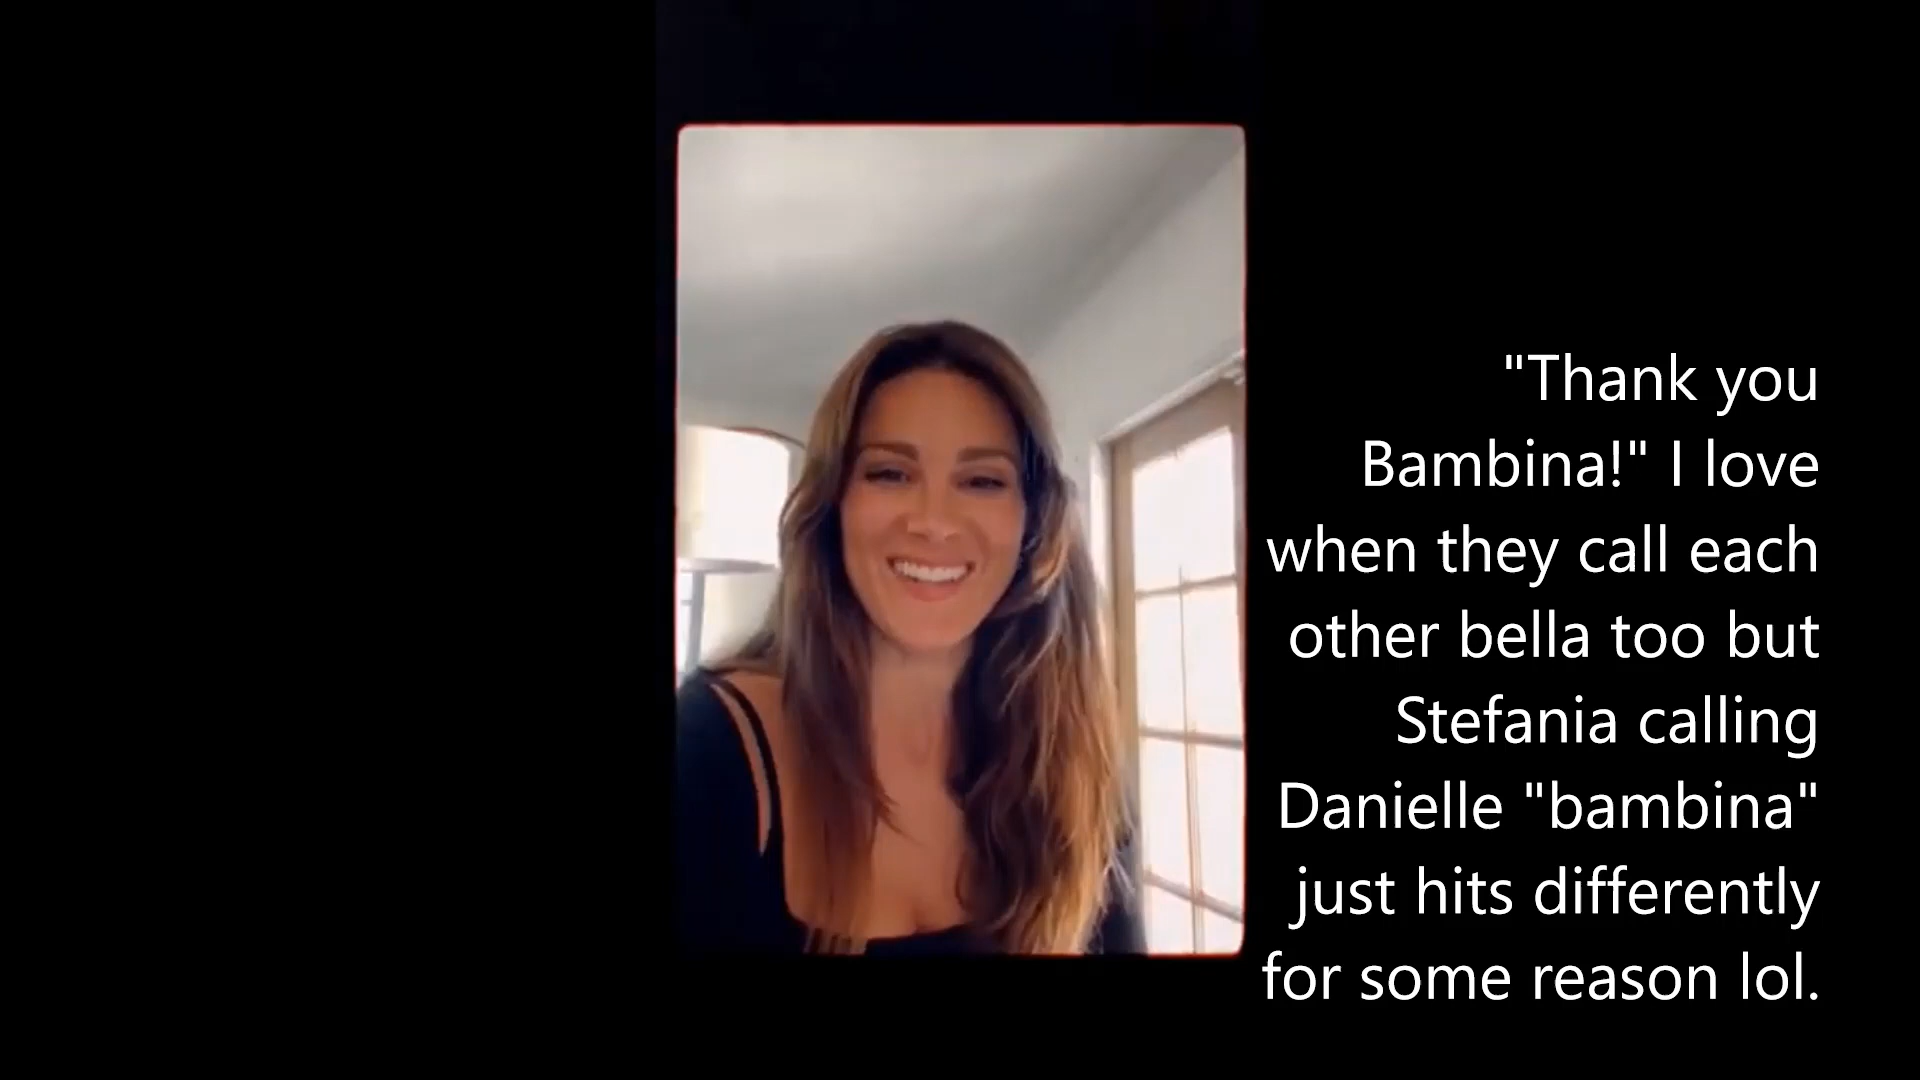 "Thank you
Bambina!" I love
when they call each
other bella too but
Stefania calling
Danielle "bambina"
just hits differently
for some reason lol.